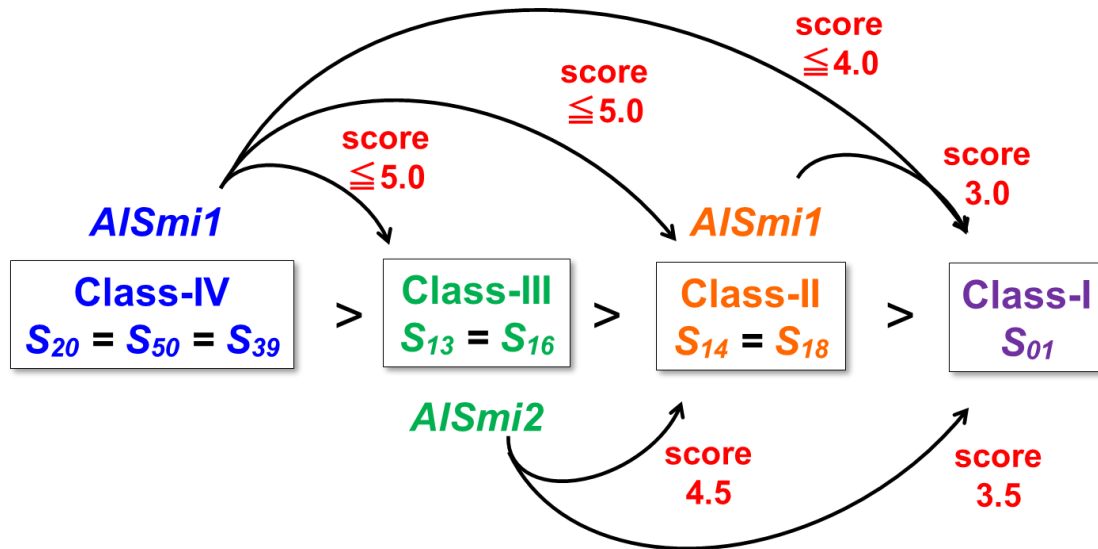 score
≦4.0
score
≦5.0
score
≦5.0
score
3.0
AlSmi1
AlSmi1
Class-IV
S20 = S50 = S39
>
Class-III
S13 = S16
>
Class-II
S14 = S18
>
Class-I
S01
AlSmi2
score
4.5
score
3.5